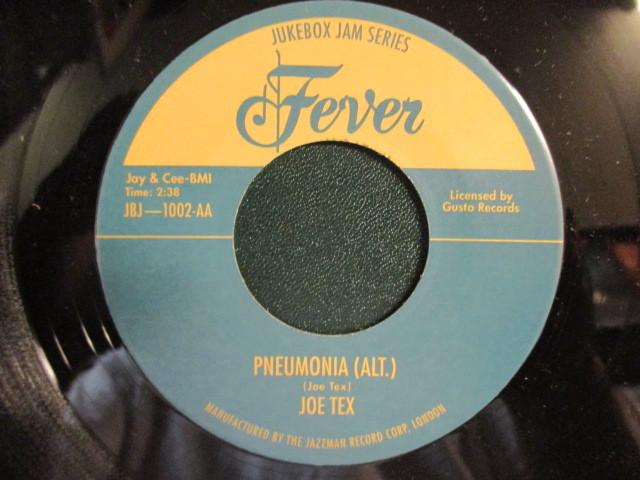 JUKEBOX JAM SERIES
Fever
Jay & Cee-BMI
Time: 2:38
JBJ—1002-AA
Licensed by
Gusto Records
PNEUMONIA (ALT.)
(Joe Tex)
JOE TEX
MANUFACTURED BY THE JAZZMAN RECORD CORP. LONDON